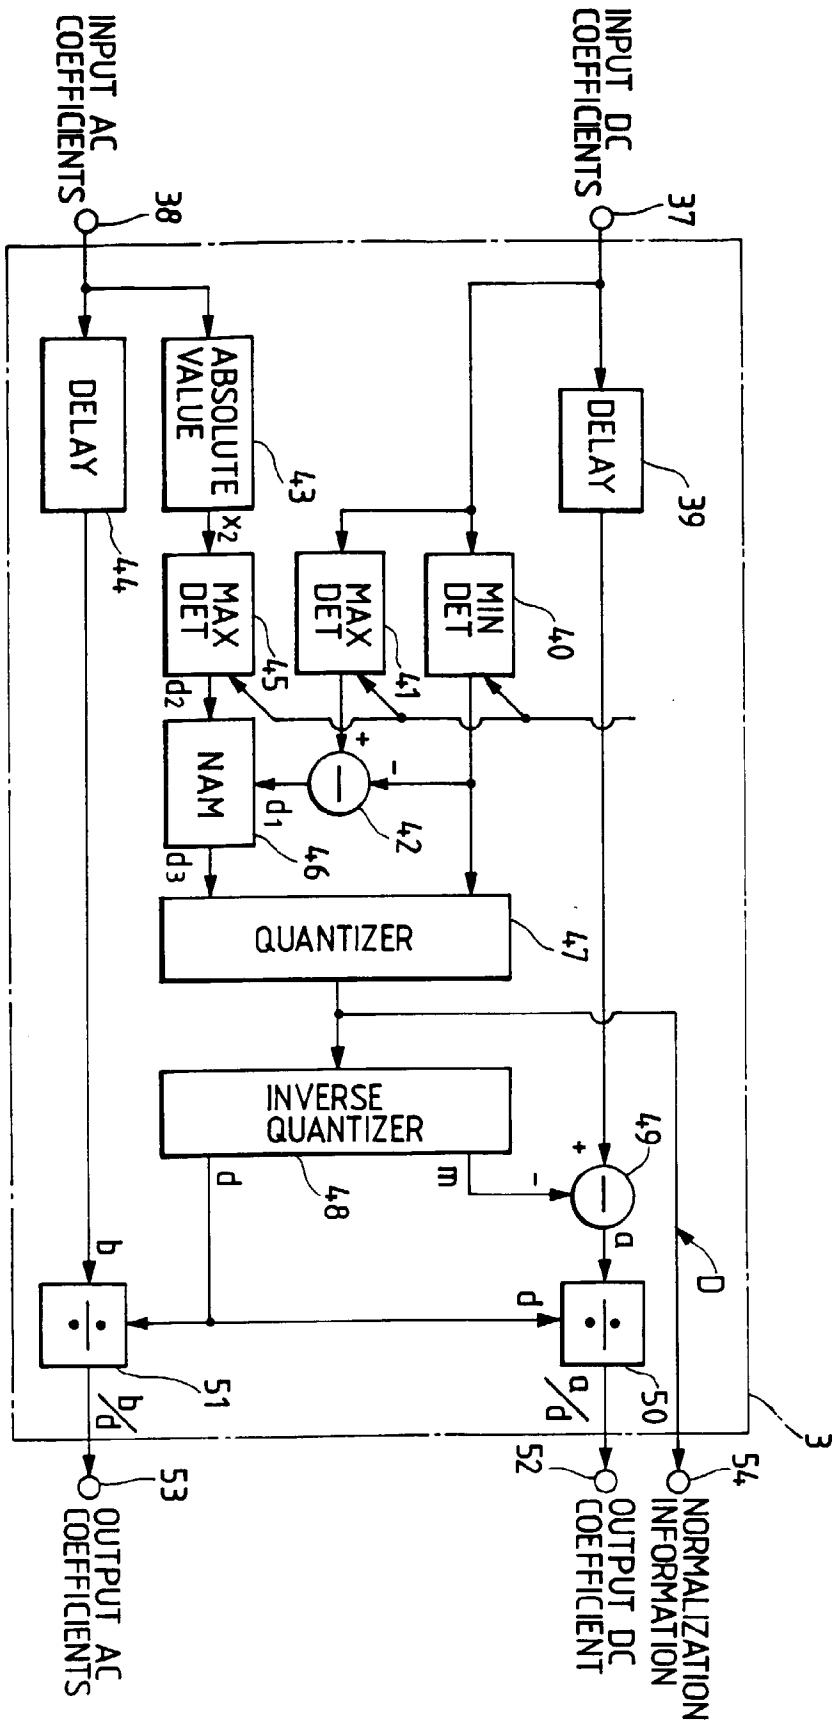 INPUT DC
COEFFICIENTS
37
INPUT AC
COEFFICIENTS
38
DELAY
39
MIN
DET
40
MAX
DET
41
+
-
42
d1
ABSOLUTE
VALUE
43
x2
MAX
DET
45
d2
NAM
46
d3
DELAY
44
QUANTIZER
47
INVERSE
QUANTIZER
48
m
d
+
-
49
a
d
50
a/d
b
51
b/d
D
3
54
NORMALIZATION
INFORMATION
52
OUTPUT DC
COEFFICIENT
53
OUTPUT AC
COEFFICIENTS